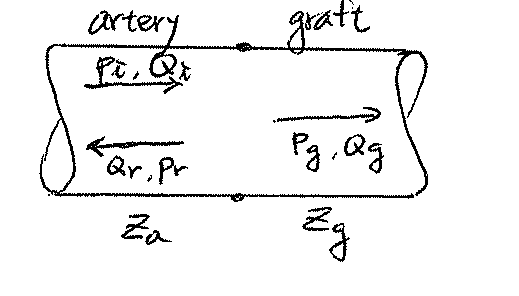 artery graft
Pi, Qi
Qr, Pr
Pg, Qg
Za Zg